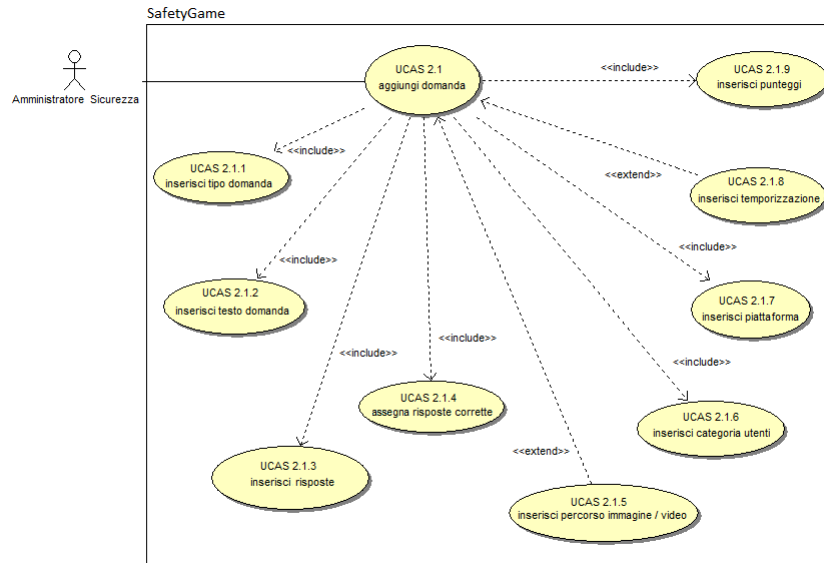 SafetyGame
Amministratore Sicurezza
UCAS 2.1
aggiungi domanda
<<include>>
UCAS 2.1.9
inserisci punteggi
<<include>>
UCAS 2.1.1
inserisci tipo domanda
<<extend>>
UCAS 2.1.8
inserisci temporizzazione
<<include>>
UCAS 2.1.2
inserisci testo domanda
<<include>>
UCAS 2.1.7
inserisci piattaforma
<<include>>
UCAS 2.1.3
inserisci risposte
<<include>>
UCAS 2.1.4
assegna risposte corrette
<<include>>
UCAS 2.1.6
inserisci categoria utenti
<<extend>>
UCAS 2.1.5
inserisci percorso immagine / video